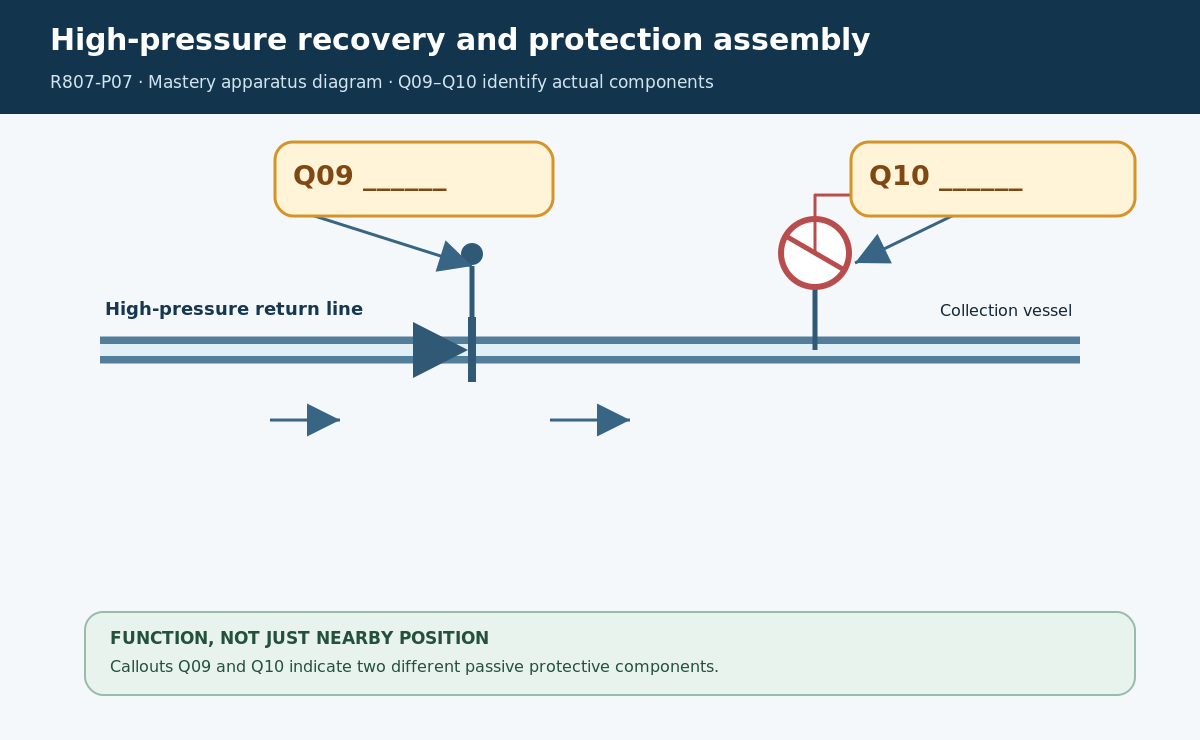 High-pressure recovery and protection assembly
R807-P07 · Mastery apparatus diagram · Q09–Q10 identify actual components
Q09 ______
Q10 ______
High-pressure return line
Collection vessel
FUNCTION, NOT JUST NEARBY POSITION
Callouts Q09 and Q10 indicate two different passive protective components.